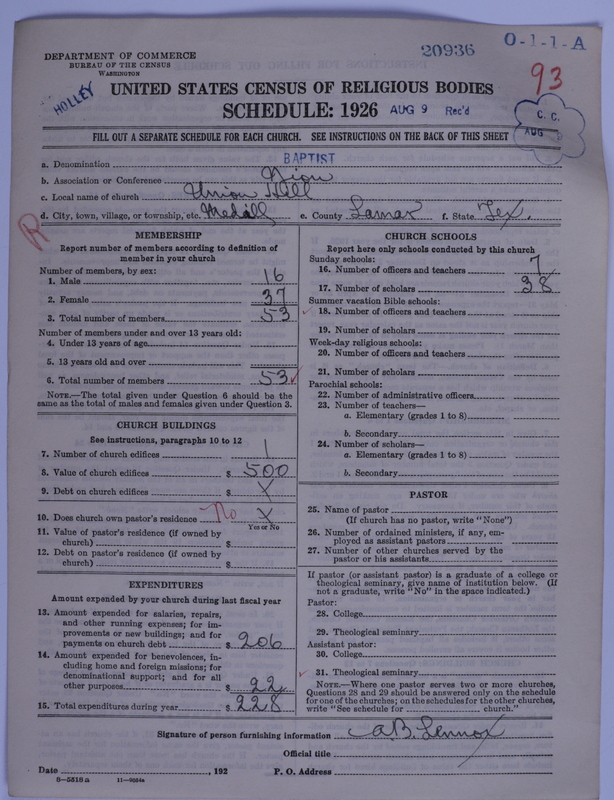 20936
O-1-1-A
DEPARTMENT OF COMMERCE
BUREAU OF THE CENSUS
WASHINGTON
HOLLEY
93
UNITED STATES CENSUS OF RELIGIOUS BODIES
SCHEDULE: 1926 AUG 9 Rec'd
C. C.
AUG
FILL OUT A SEPARATE SCHEDULE FOR EACH CHURCH. SEE INSTRUCTIONS ON THE BACK OF THIS SHEET
a. Denomination BAPTIST
b. Association or Conference Zion
c. Local name of church Union Hill
d. City, town, village, or township, etc. Medill e. County Lamar f. State Tex.
R
MEMBERSHIP
Report number of members according to definition of
member in your church
Number of members, by sex:
1. Male 16
2. Female 37
3. Total number of members 53
Number of members under and over 13 years old:
4. Under 13 years of age
5. 13 years old and over
6. Total number of members 53 ✓
NOTE.—The total given under Question 6 should be the
same as the total of males and females given under Question 3.
CHURCH BUILDINGS
See instructions, paragraphs 10 to 12
7. Number of church edifices 1
8. Value of church edifices $ 500
9. Debt on church edifices $ X
10. Does church own pastor's residence No X
Yes or No
11. Value of pastor's residence (if owned by
church) $
12. Debt on pastor's residence (if owned by
church) $
EXPENDITURES
Amount expended by your church during last fiscal year
13. Amount expended for salaries, repairs,
and other running expenses; for im-
provements or new buildings; and for
payments on church debt $ 206
14. Amount expended for benevolences, in-
cluding home and foreign missions; for
denominational support; and for all
other purposes $ 22
15. Total expenditures during year $ 228
CHURCH SCHOOLS
Report here only schools conducted by this church
Sunday schools:
16. Number of officers and teachers 7
17. Number of scholars 38
Summer vacation Bible schools:
✓ 18. Number of officers and teachers
19. Number of scholars
Week-day religious schools:
20. Number of officers and teachers
21. Number of scholars
Parochial schools:
22. Number of administrative officers
23. Number of teachers—
a. Elementary (grades 1 to 8)
b. Secondary
24. Number of scholars—
a. Elementary (grades 1 to 8)
b. Secondary
PASTOR
25. Name of pastor
(If church has no pastor, write "None")
26. Number of ordained ministers, if any, em-
ployed as assistant pastors
27. Number of other churches served by the
pastor or his assistants
If pastor (or assistant pastor) is a graduate of a college or
theological seminary, give name of institution below. (If
not a graduate, write "No" in the space indicated.)
Pastor:
28. College
29. Theological seminary
Assistant pastor:
30. College
✓ 31. Theological seminary
NOTE.—Where one pastor serves two or more churches,
Questions 28 and 29 should be answered only on the schedule
for one of the churches; on the schedules for the other churches,
write "See schedule for church."
Signature of person furnishing information A.B. Lennox
Official title
Date , 192 P. O. Address
8—5518a